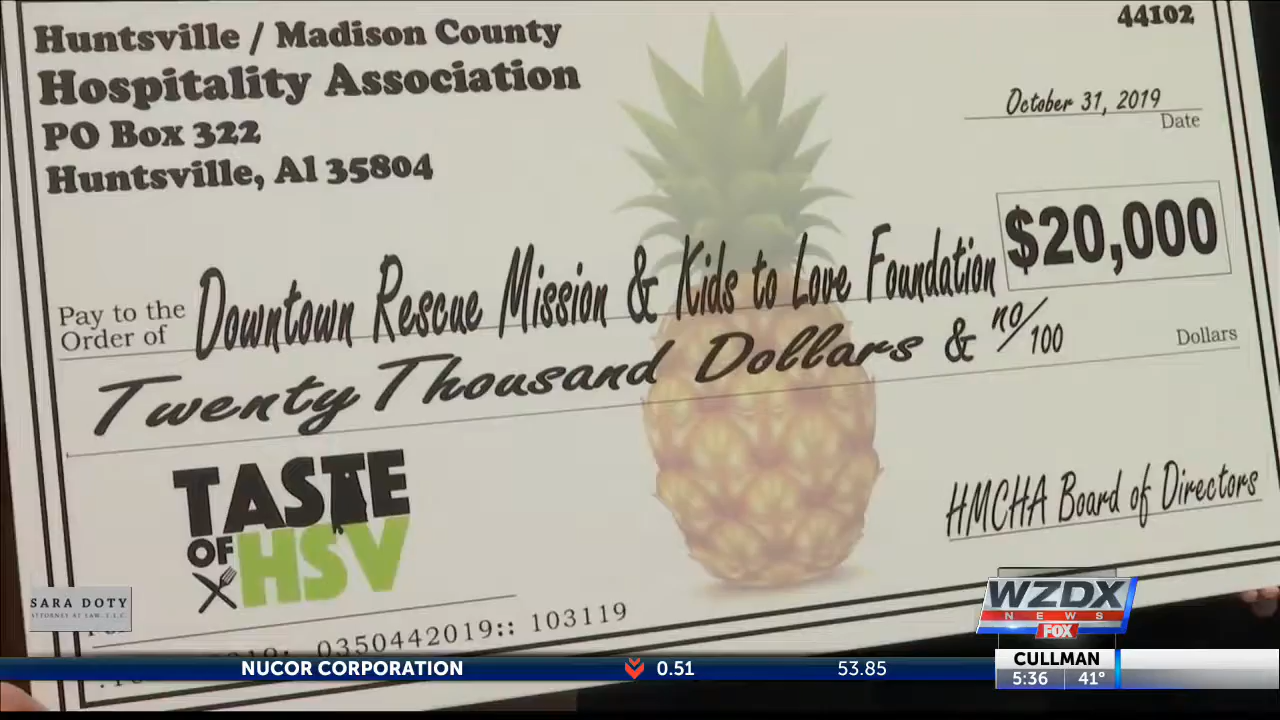 Huntsville / Madison County
44102
Hospitality Association
PO Box 322
Huntsville, Al 35804
October 31, 2019
Date
$20,000
Pay to the
Order of
Downtown Rescue Mission & Kids to Love Foundation
Twenty Thousand Dollars & no/100
Dollars
TASTE
OF HSV
HMCHA Board of Directors
SARA DOTY
ATTORNEY AT LAW, L.L.C.
0350442019:: 103119
WZDX
NEWS
FOX
NUCOR CORPORATION 0.51 53.85
CULLMAN
5:36 41°